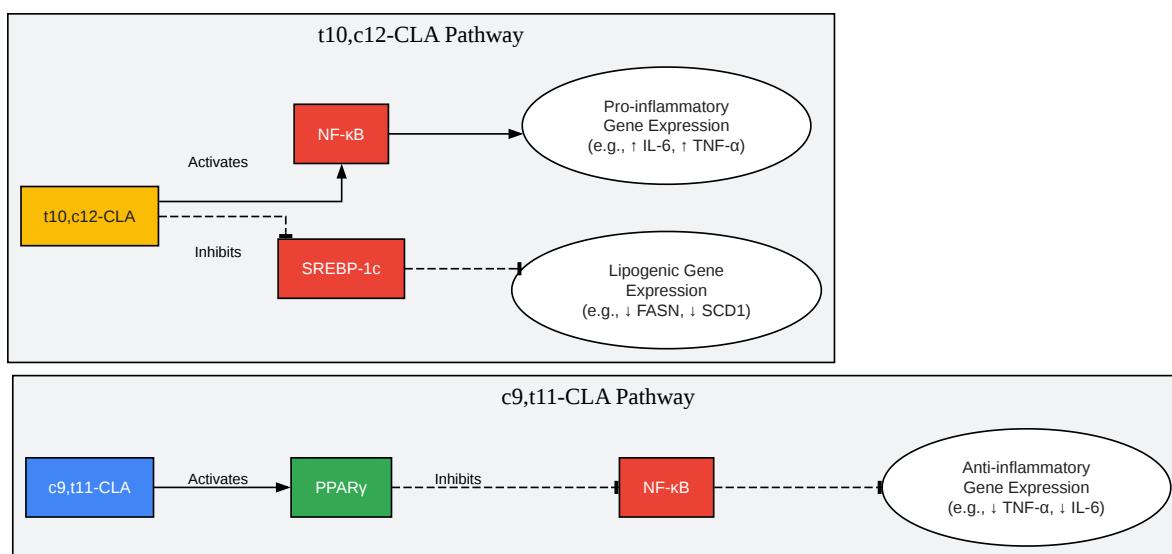 t10,c12-CLA Pathway
Pro-inflammatory
Gene Expression
(e.g., ↑ IL-6, ↑ TNF-α)
NF-κB
Activates
t10,c12-CLA
Inhibits
SREBP-1c
Lipogenic Gene
Expression
(e.g., ↓ FASN, ↓ SCD1)
c9,t11-CLA Pathway
c9,t11-CLA
Activates
PPARγ
Inhibits
NF-κB
Anti-inflammatory
Gene Expression
(e.g., ↓ TNF-α, ↓ IL-6)